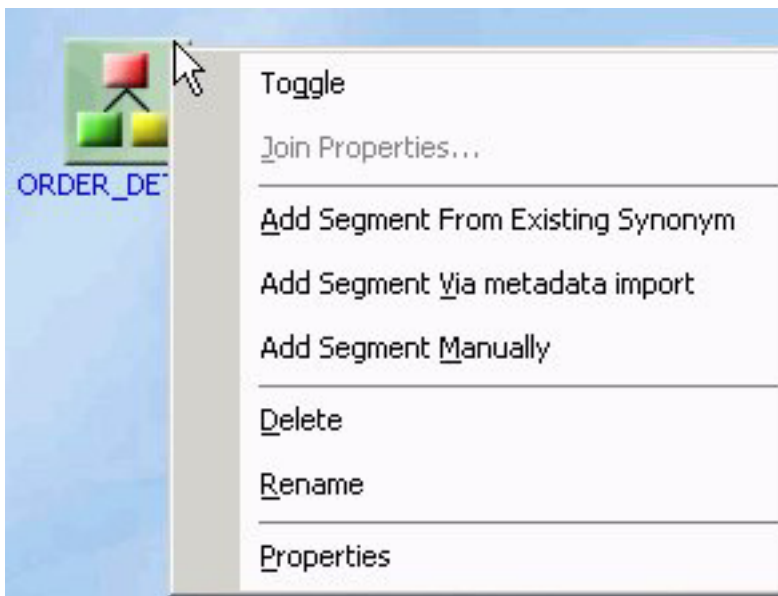 Toggle
Join Properties...
ORDER_DET
Add Segment From Existing Synonym
Add Segment Via metadata import
Add Segment Manually
Delete
Rename
Properties